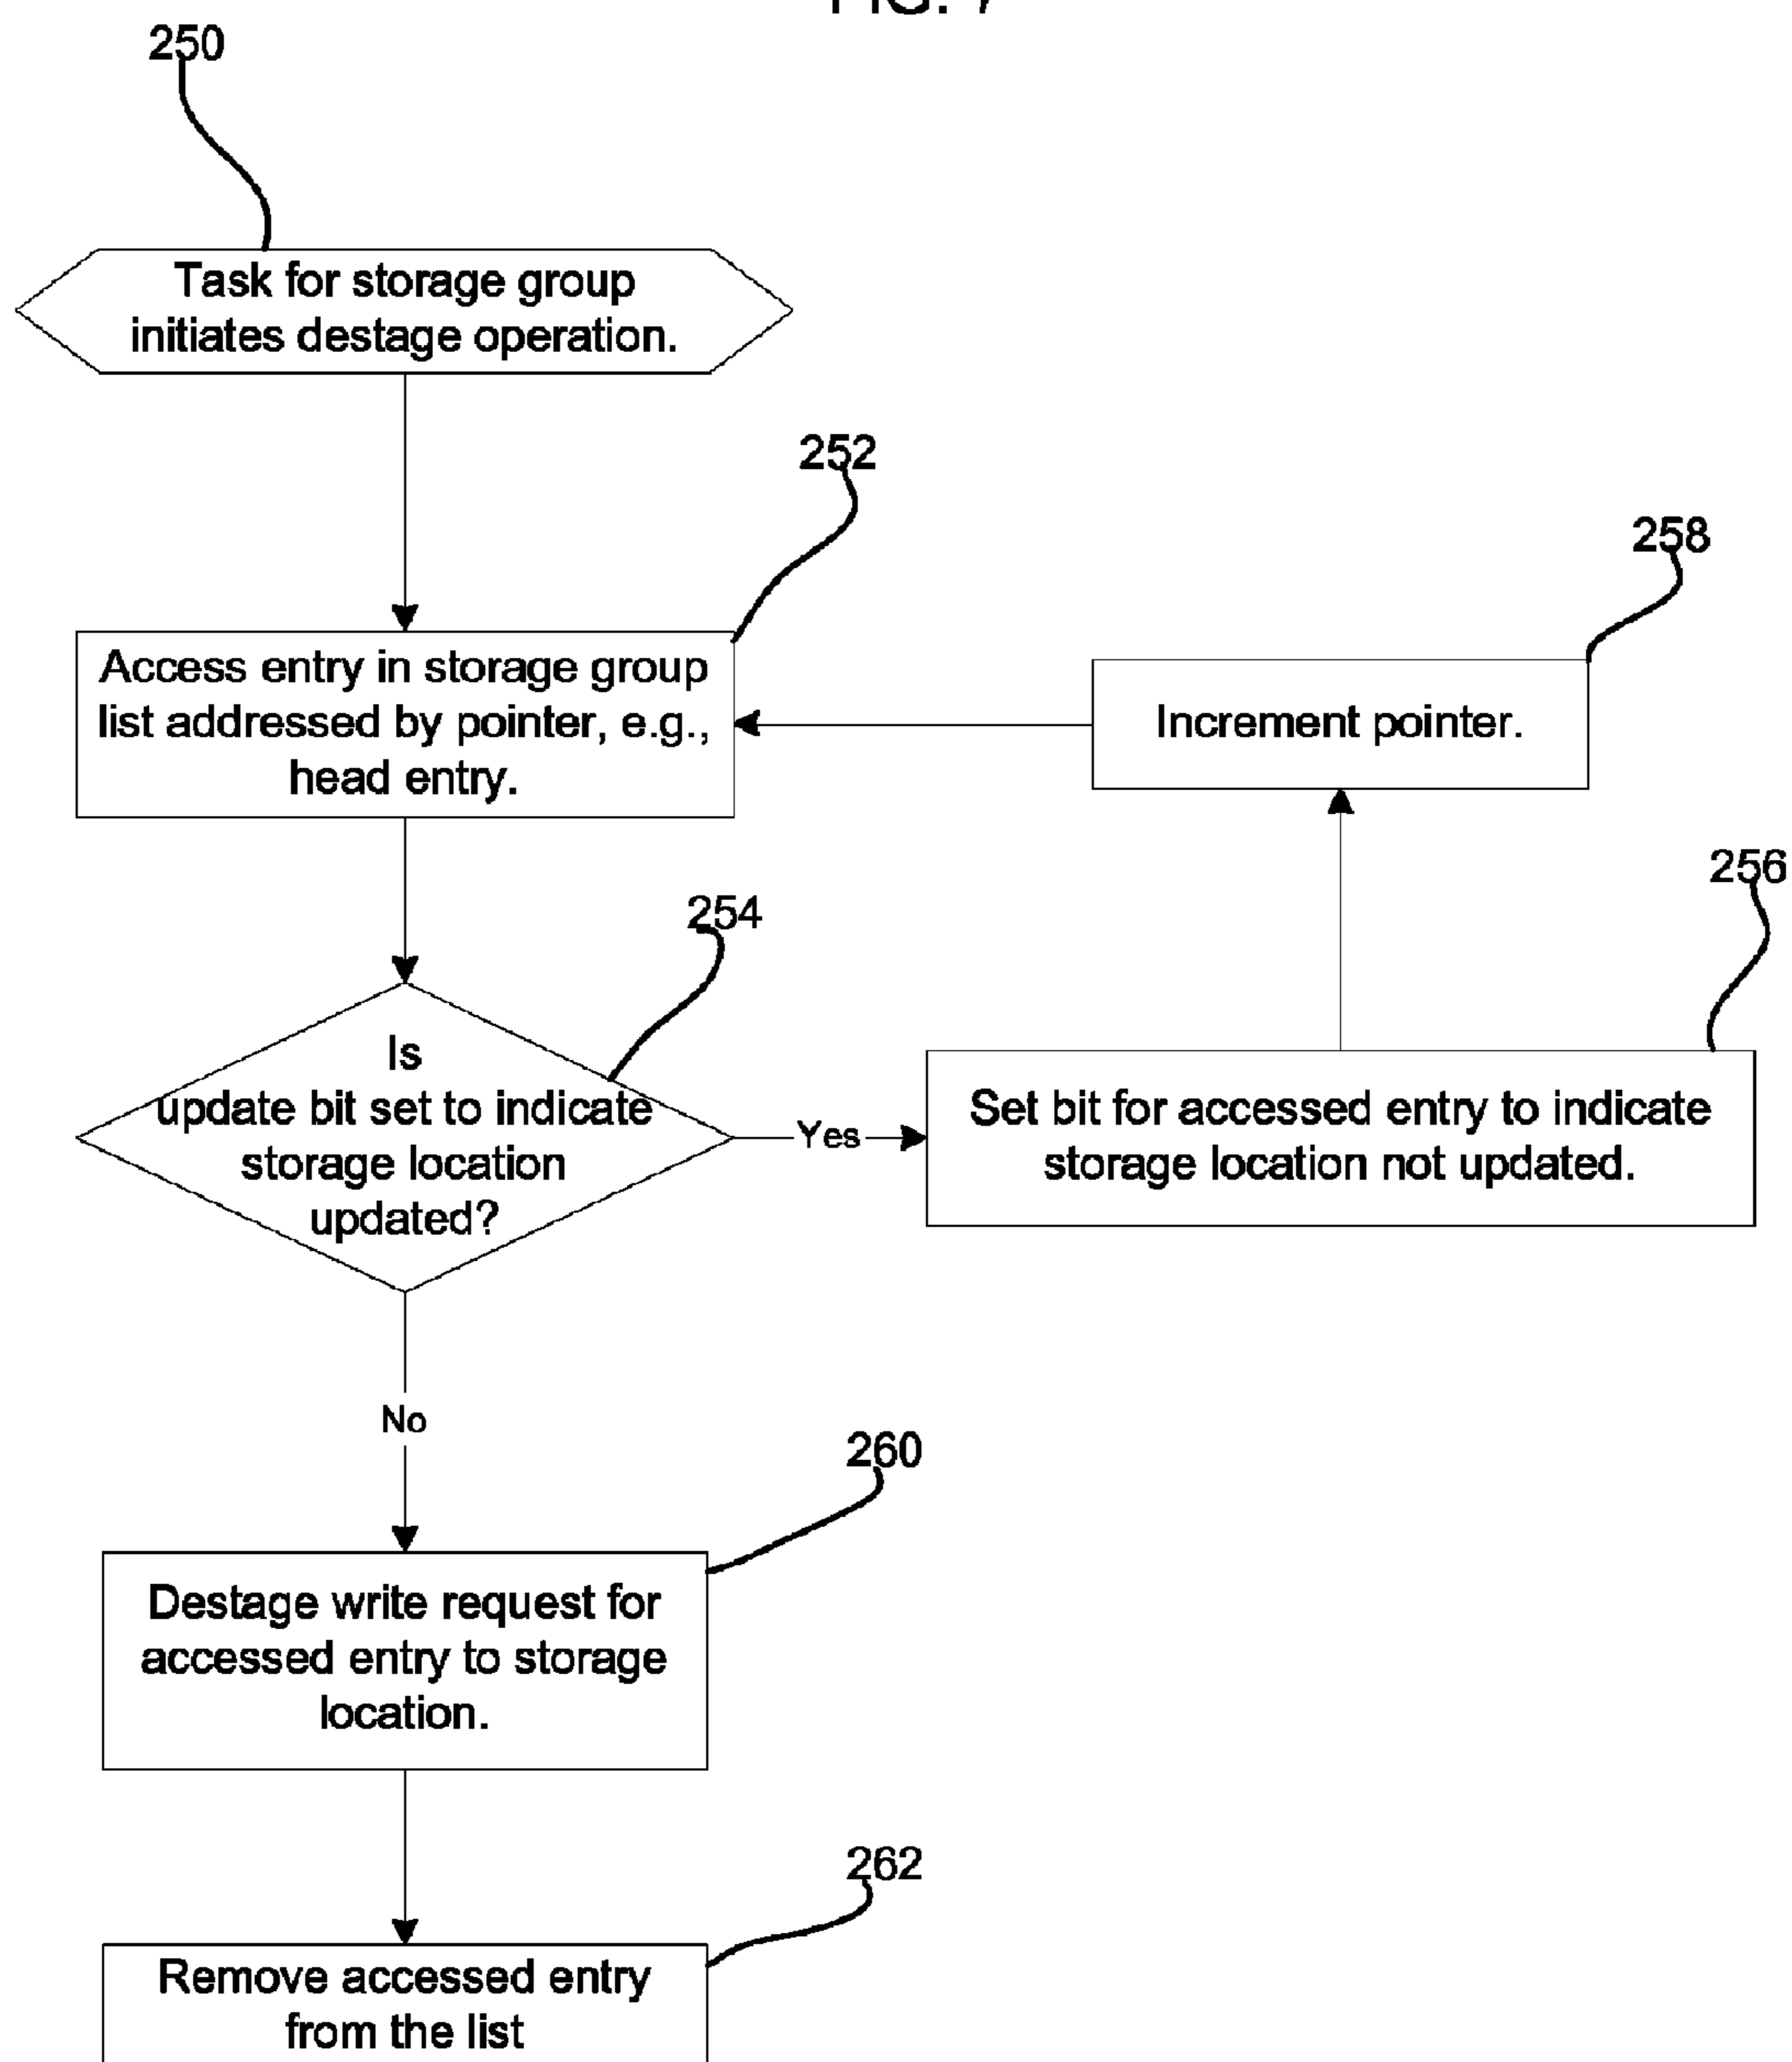 FIG. 7
250
Task for storage group
initiates destage operation.
252
Access entry in storage group
list addressed by pointer, e.g.,
head entry.
258
Increment pointer.
254
Is
update bit set to indicate
storage location
updated?
Yes
256
Set bit for accessed entry to indicate
storage location not updated.
No
260
Destage write request for
accessed entry to storage
location.
262
Remove accessed entry
from the list